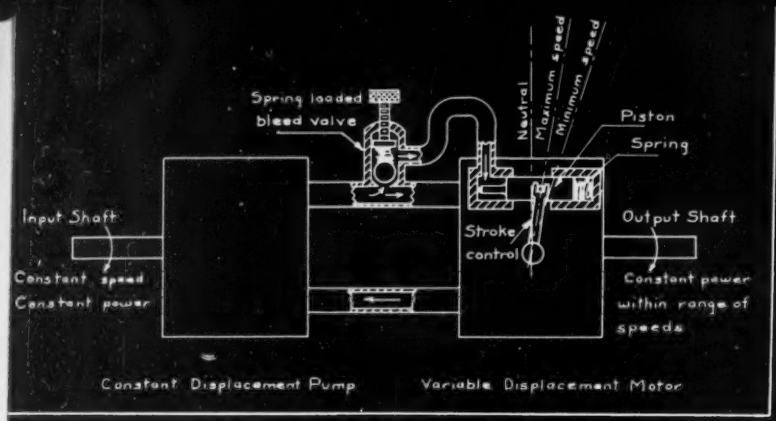 Spring loaded
bleed valve
Neutral
Maximum speed
Minimum speed
Piston
Spring
Input Shaft
Constant speed
Constant power
Stroke
control
Output Shaft
Constant power
within range of
speeds
Constant Displacement Pump
Variable Displacement Motor